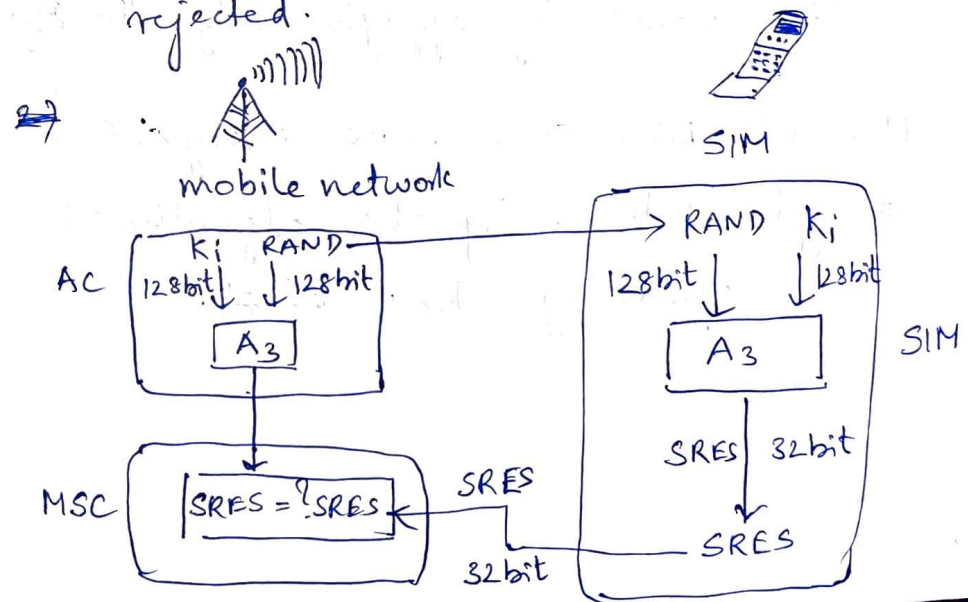 rejected.
2)
SIM
mobile network
Ki RAND
RAND Ki
AC
128bit 128bit
128bit 128bit
A3
A3
SIM
SRES 32bit
MSC
SRES =? SRES
SRES
SRES
32bit